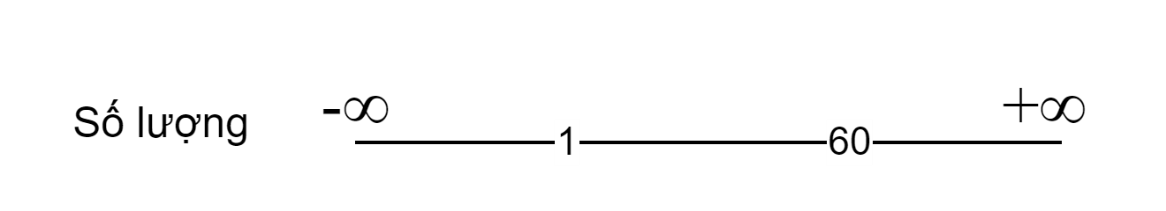 Số lượng
-∞
+∞
1
60